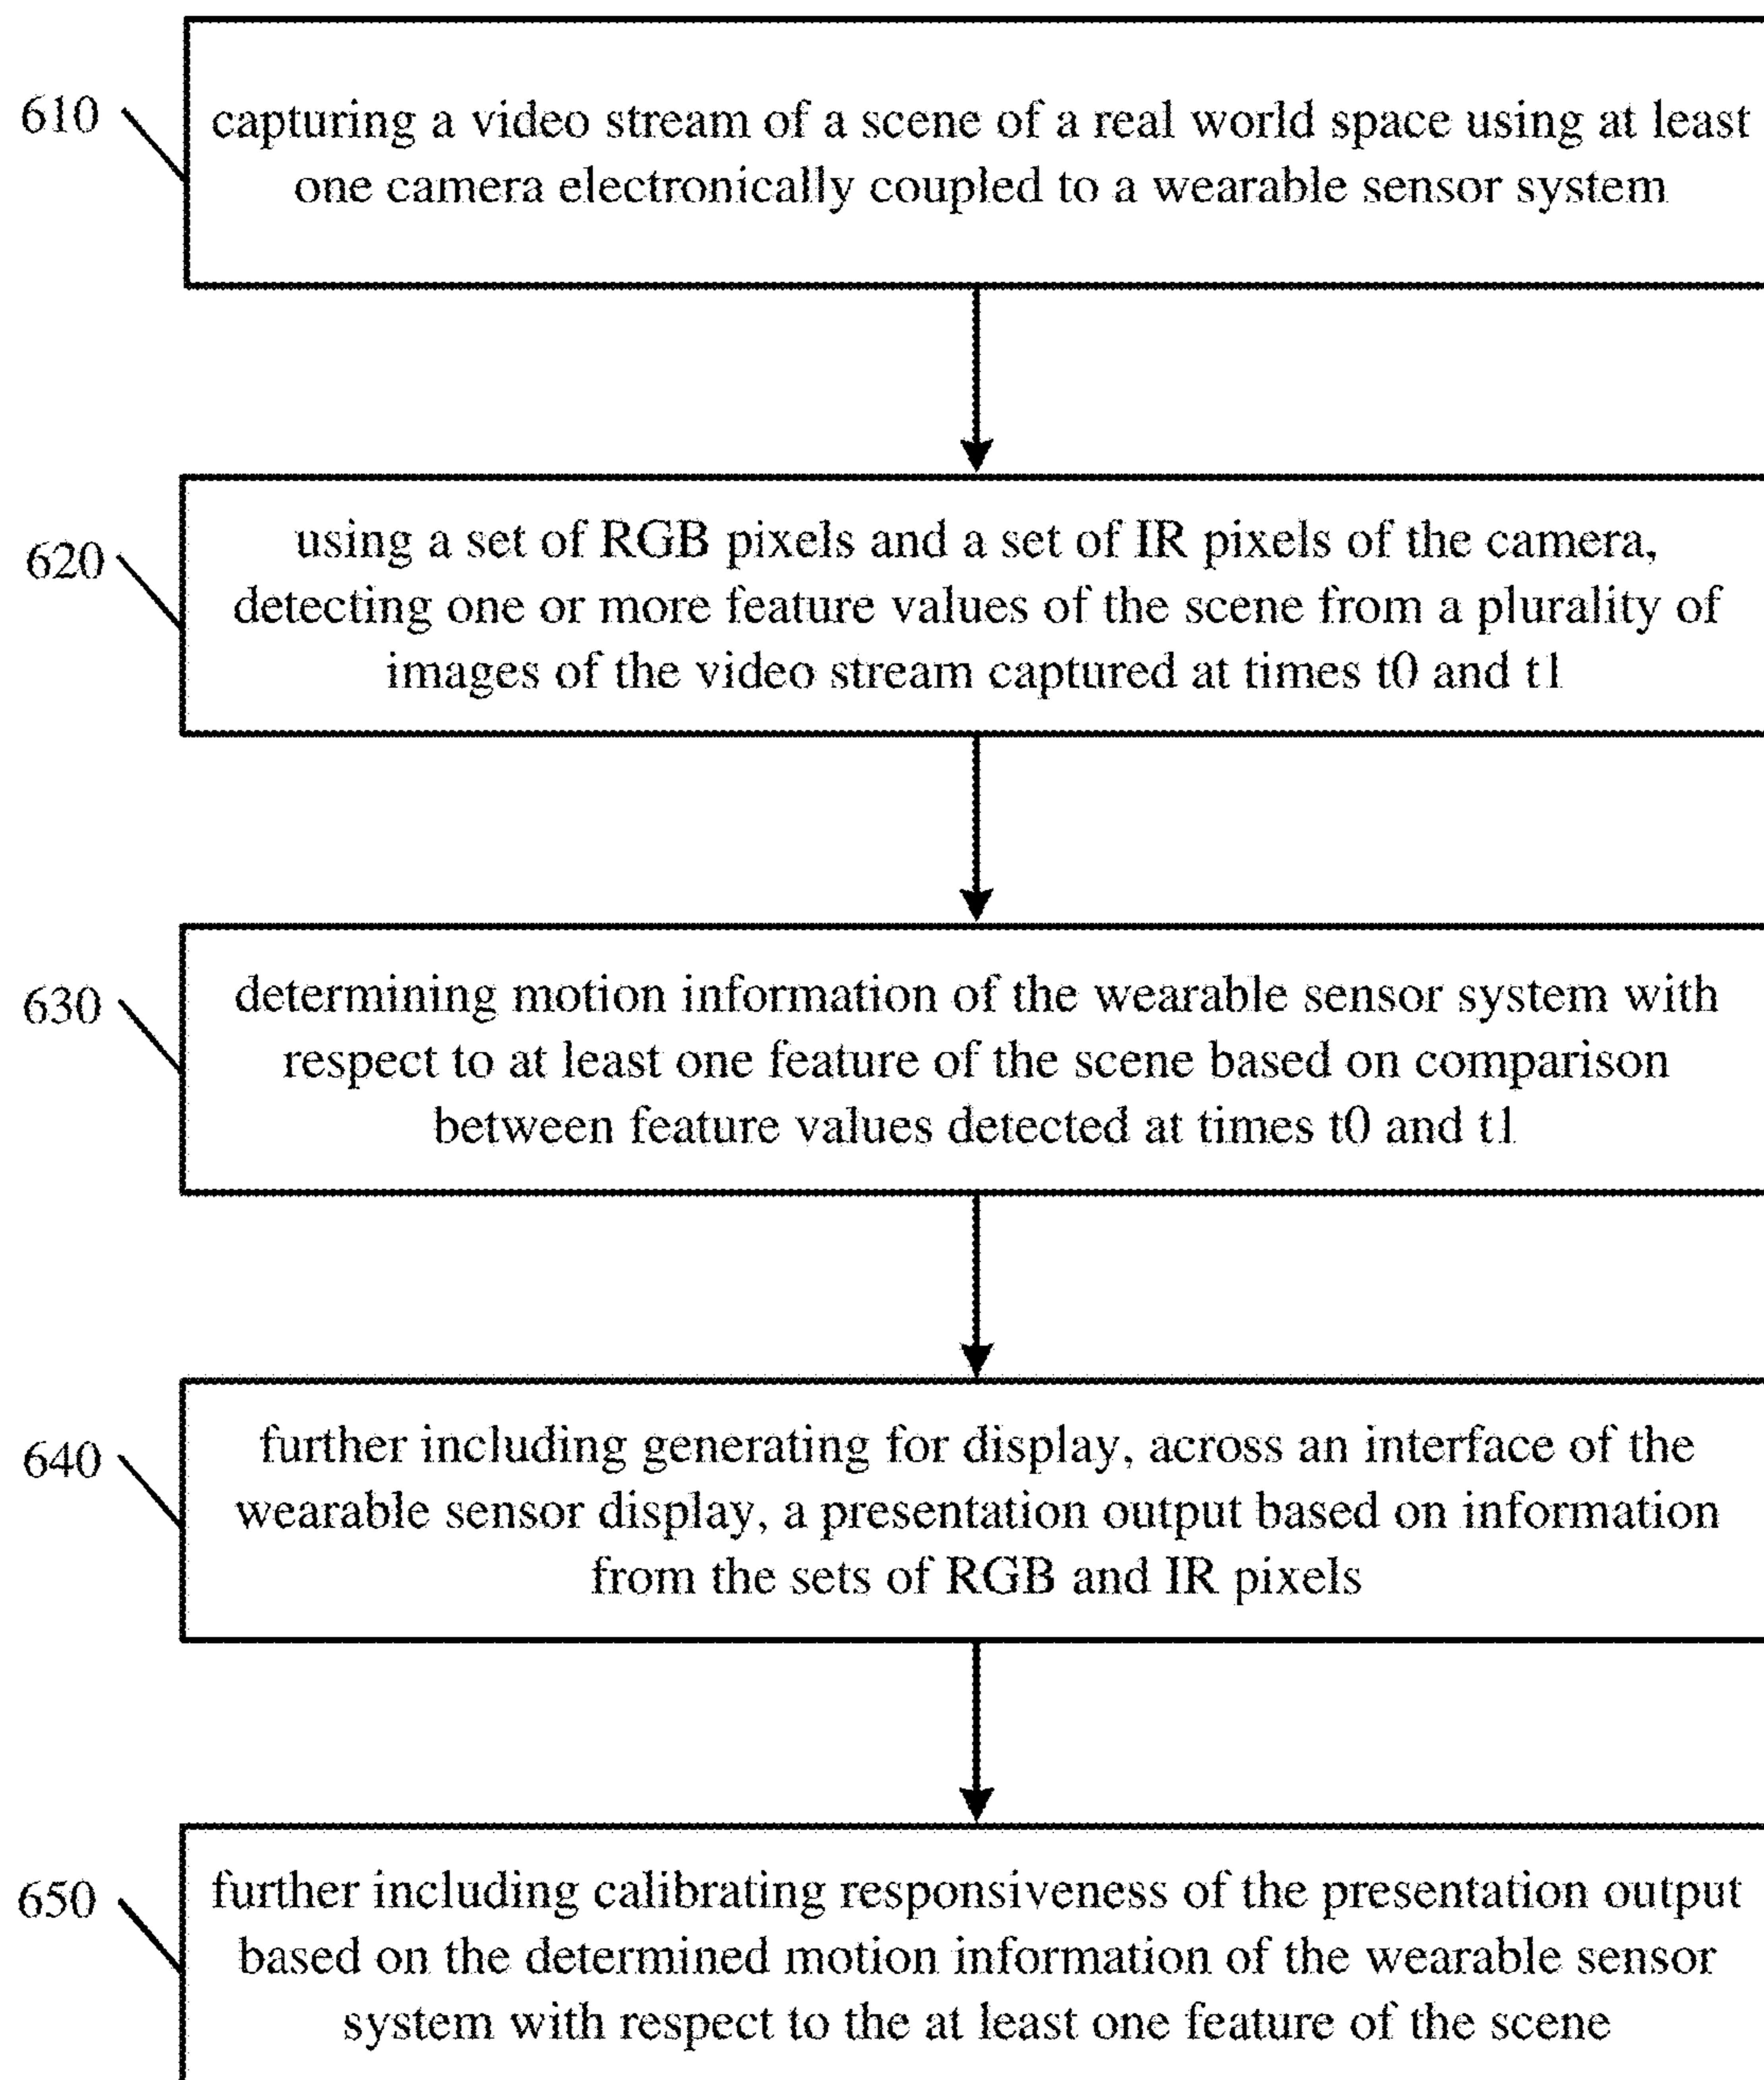 610
capturing a video stream of a scene of a real world space using at least
one camera electronically coupled to a wearable sensor system
620
using a set of RGB pixels and a set of IR pixels of the camera,
detecting one or more feature values of the scene from a plurality of
images of the video stream captured at times t0 and t1
630
determining motion information of the wearable sensor system with
respect to at least one feature of the scene based on comparison
between feature values detected at times t0 and t1
640
further including generating for display, across an interface of the
wearable sensor display, a presentation output based on information
from the sets of RGB and IR pixels
650
further including calibrating responsiveness of the presentation output
based on the determined motion information of the wearable sensor
system with respect to the at least one feature of the scene